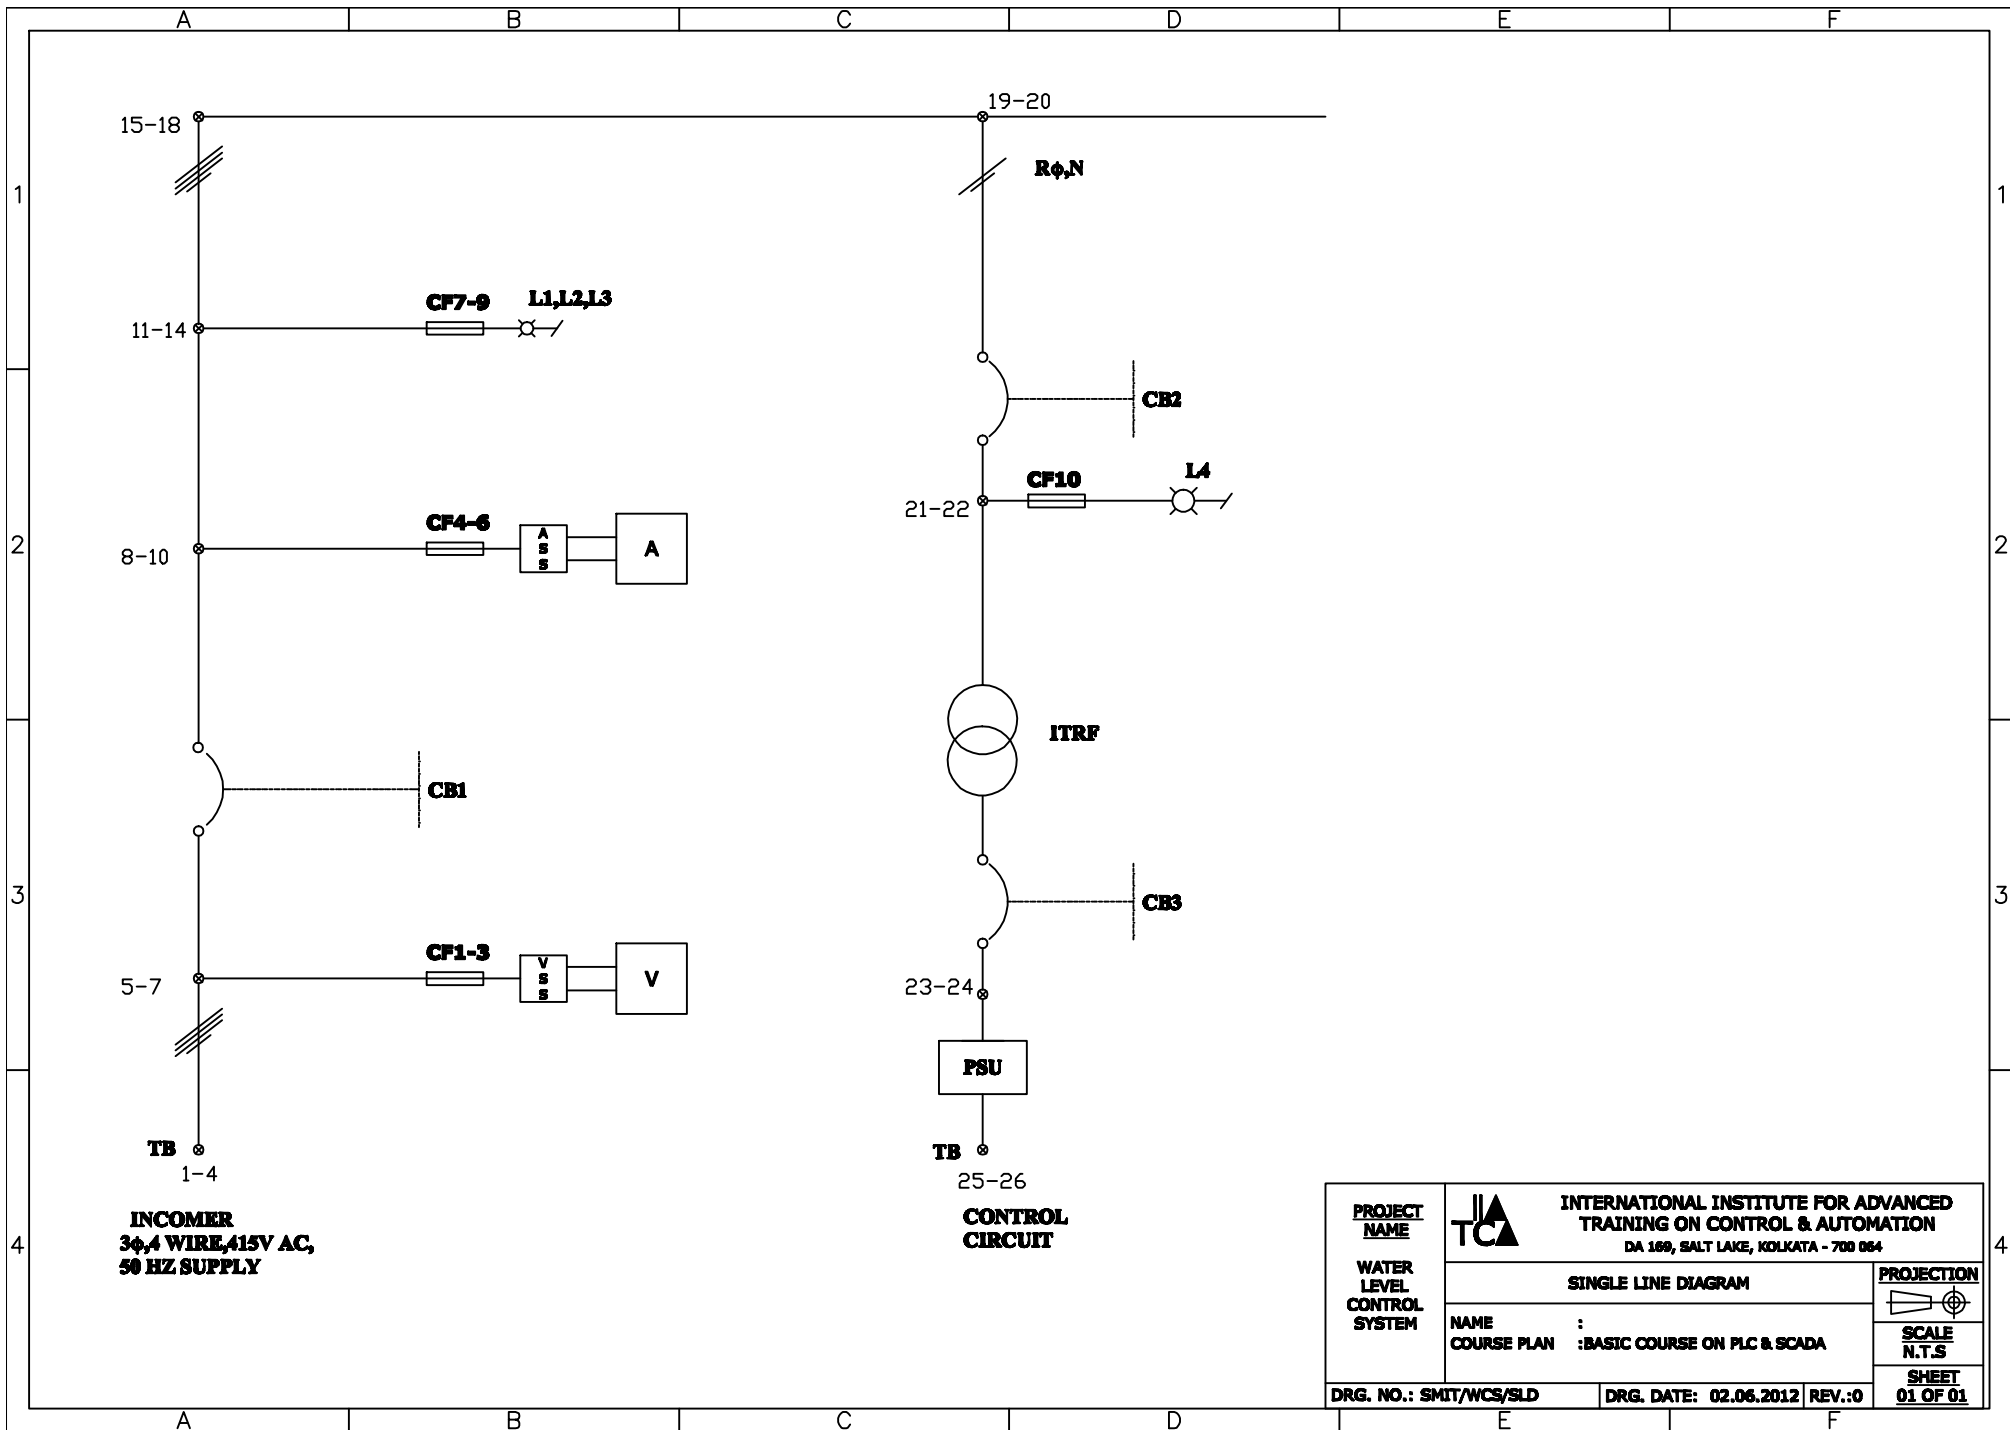 A B C D E F
15-18
19-20
Rϕ,N
1
1
CF7-9
L1,L2,L3
11-14
CB2
L4
CF10
21-22
CF4-6
2
A
S
S
A
2
8-10
ITRF
CB1
CB3
3
3
CF1-3
V
S
S
V
5-7
23-24
PSU
TB
1-4
TB
25-26
INCOMER
3ϕ,4 WIRE,415V AC,
50 HZ SUPPLY
CONTROL
CIRCUIT
4
4
PROJECT
NAME
WATER
LEVEL
CONTROL
SYSTEM
IIA
TCA
INTERNATIONAL INSTITUTE FOR ADVANCED
TRAINING ON CONTROL & AUTOMATION
DA 169, SALT LAKE, KOLKATA - 700 064
SINGLE LINE DIAGRAM
PROJECTION
NAME :
COURSE PLAN :BASIC COURSE ON PLC & SCADA
SCALE
N.T.S
SHEET
01 OF 01
DRG. NO.: SMIT/WCS/SLD
DRG. DATE: 02.06.2012
REV.:0
A B C D E F